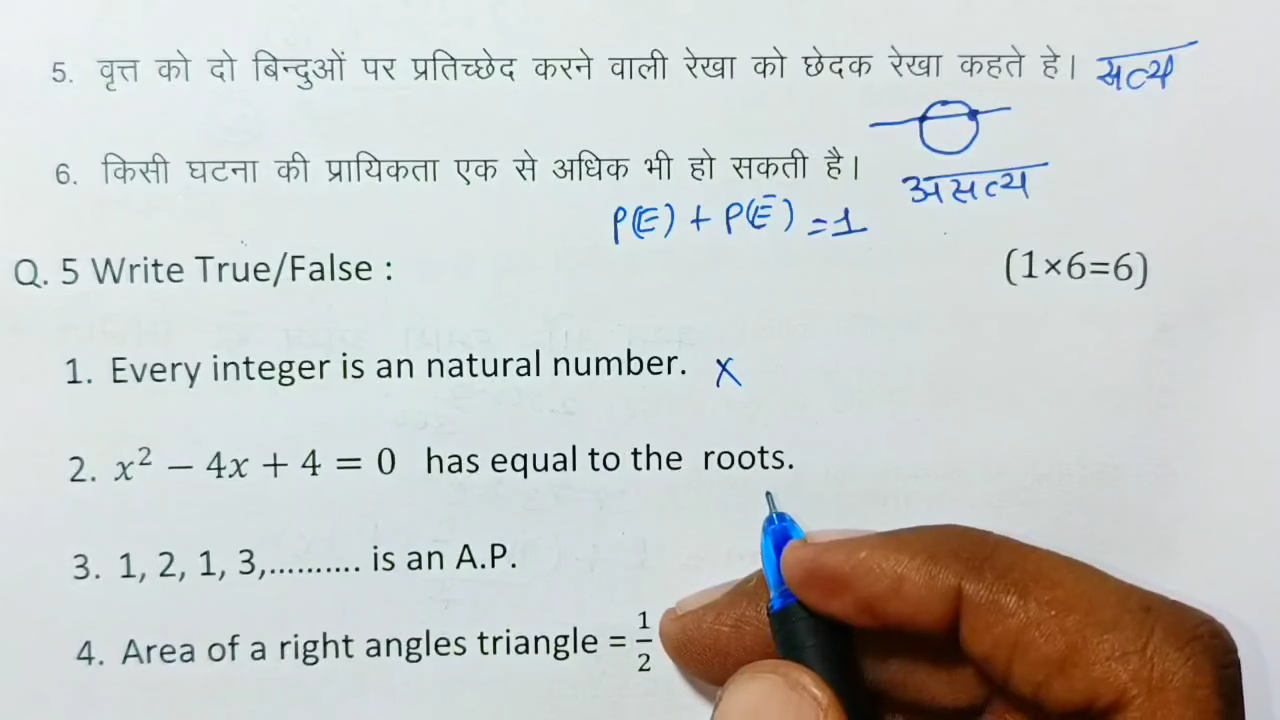 5. वृत्त को दो बिन्दुओं पर प्रतिच्छेद करने वाली रेखा को छेदक रेखा कहते हे। सत्य
6. किसी घटना की प्रायिकता एक से अधिक भी हो सकती है। असत्य
P(E) + P(Ē) = 1
Q. 5 Write True/False : (1×6=6)
1. Every integer is an natural number. X
2. x² − 4x + 4 = 0 has equal to the roots.
3. 1, 2, 1, 3,.......... is an A.P.
4. Area of a right angles triangle = 1/2